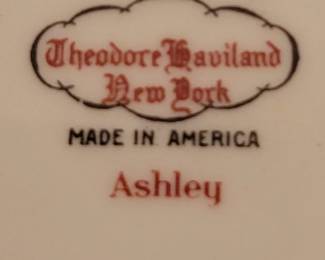 Theodore Haviland
New York
MADE IN AMERICA
Ashley